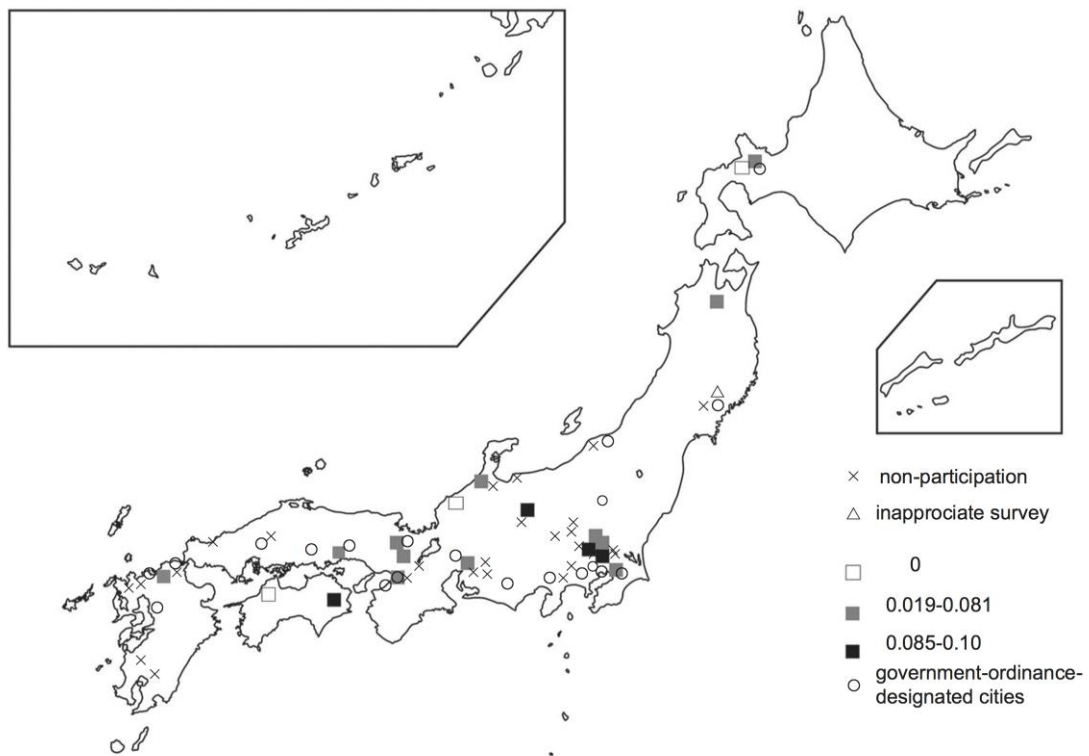 non-participation
inapprociate survey
0
0.019-0.081
0.085-0.10
government-ordinance-
designated cities